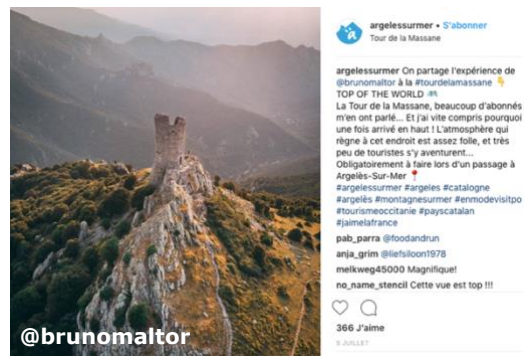 argelessurmer • S'abonner
Tour de la Massane
argelessurmer On partage l'expérience de
@brunomaltor à la #tourdelamassane 👇
TOP OF THE WORLD
La Tour de la Massane, beaucoup d'abonnés
m'en ont parlé... Et j'ai vite compris pourquoi
une fois arrivé en haut ! L'atmosphère qui
règne à cet endroit est assez folle, et très
peu de touristes s'y aventurent...
Obligatoirement à faire lors d'un passage à
Argelès-Sur-Mer 📍
#argelessurmer #argeles #catalogne
#argelès #montagnesurmer #enmodevisitpo
#tourismeoccitanie #payscatalan
#jaimelafrance
pab_parra @foodandrun
anja_grim @liefsiloon1978
melkweg45000 Magnifique!
no_name_stencil Cette vue est top !!!
366 J'aime
5 JUILLET
@brunomaltor